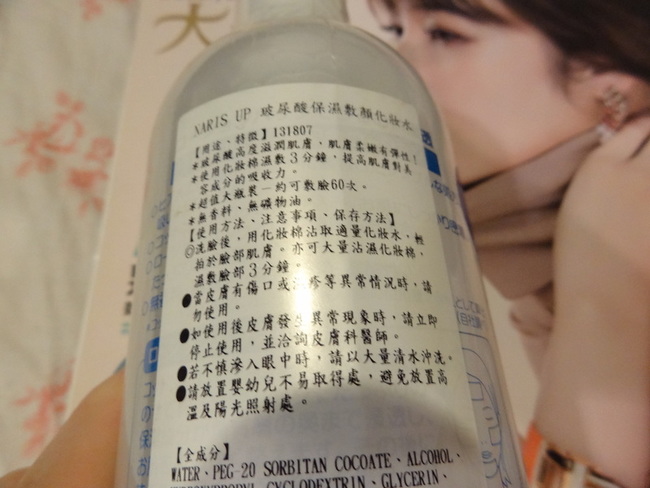 大
NARIS UP 玻尿酸保濕敷顏化妝水
【用途、特徵】131807
*玻尿酸高度滋潤肌膚，肌膚柔嫩有彈性！
*使用化妝棉濕敷3分鐘，提高肌膚對美
容成分的吸收力。
*超值大瓶裝－約可敷臉60次。
*無香料、無礦物油。
【使用方法、注意事項、保存方法】
◎洗臉後，用化妝棉沾取適量化妝水，輕
拍於臉部肌膚。亦可大量沾濕化妝棉，
濕敷臉部3分鐘。
●當皮膚有傷口或濕疹等異常情況時，請
勿使用。
●如使用後皮膚發生異常現象時，請立即
停止使用，並洽詢皮膚科醫師。
●若不慎滲入眼中時，請以大量清水沖洗。
●請放置嬰幼兒不易取得處，避免放置高
溫及陽光照射處。
【全成分】
WATER、PEG-20 SORBITAN COCOATE、ALCOHOL、
CYCLODEXTRIN、GLYCERIN、